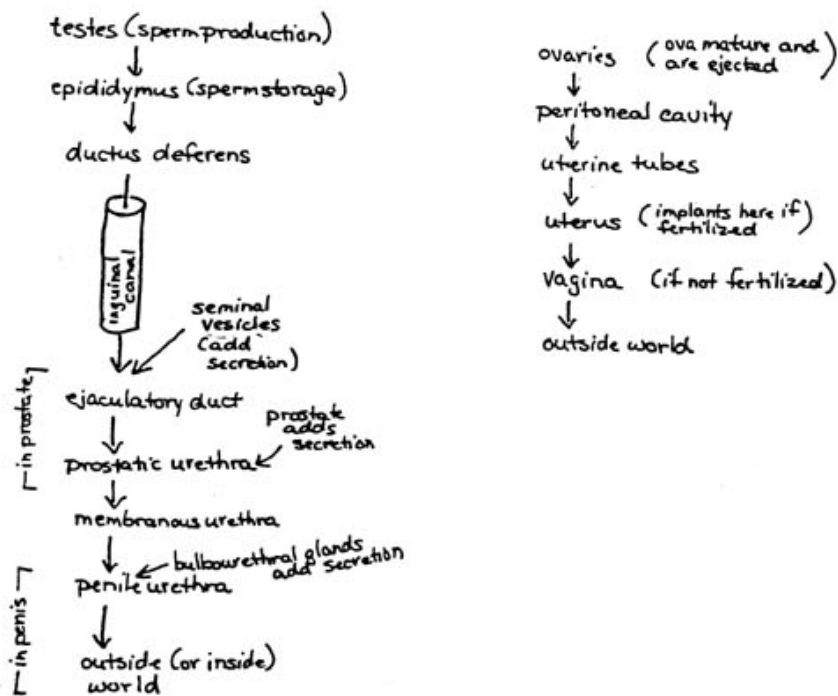 testes (sperm production)
epididymus (sperm storage)
ductus deferens
inguinal
canal
seminal
vesicles
(add
secretion)
in prostate
ejaculatory duct
prostate
adds
secretion
prostatic urethra
membranous urethra
bulbourethral glands
add secretion
in penis
penile urethra
outside (or inside)
world
ovaries (ova mature and
are ejected
peritoneal cavity
uterine tubes
uterus (implants here if
fertilized)
vagina (if not fertilized)
outside world